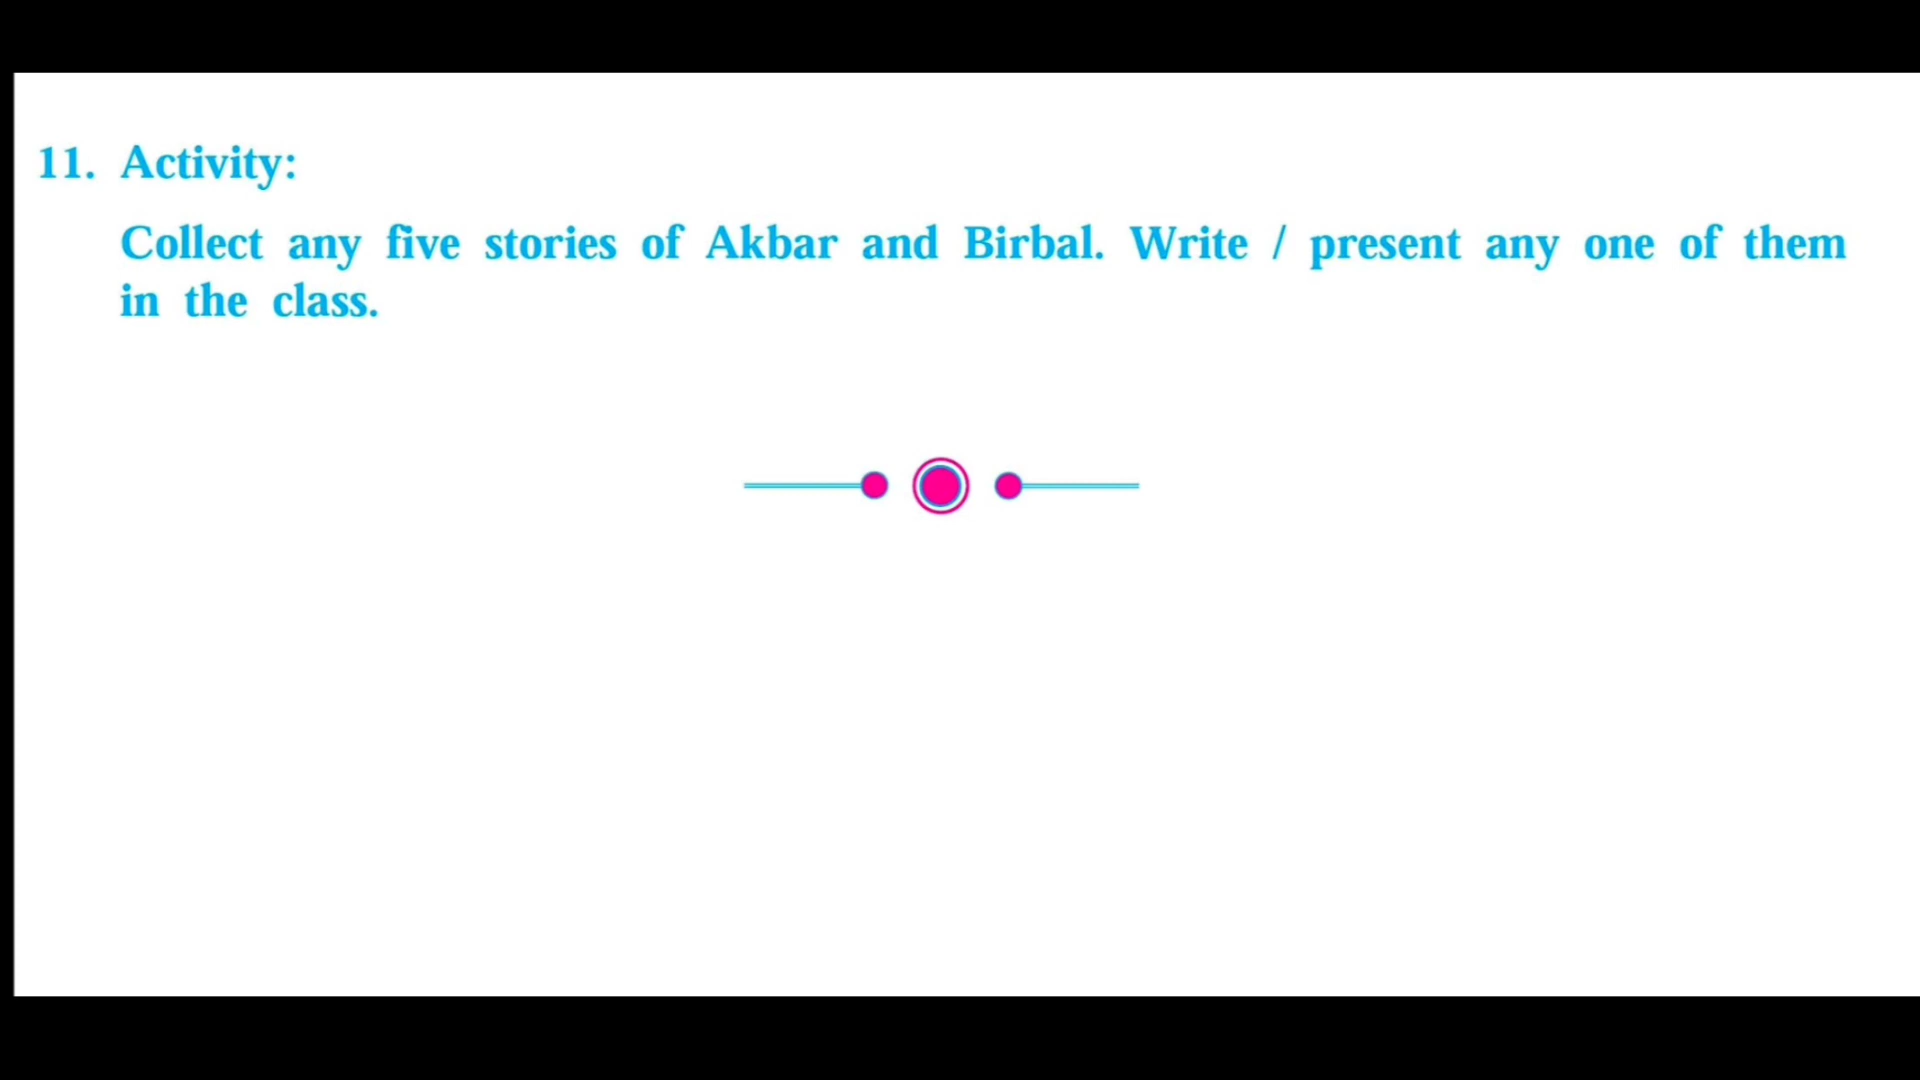 11. Activity:
Collect any five stories of Akbar and Birbal. Write / present any one of them
in the class.